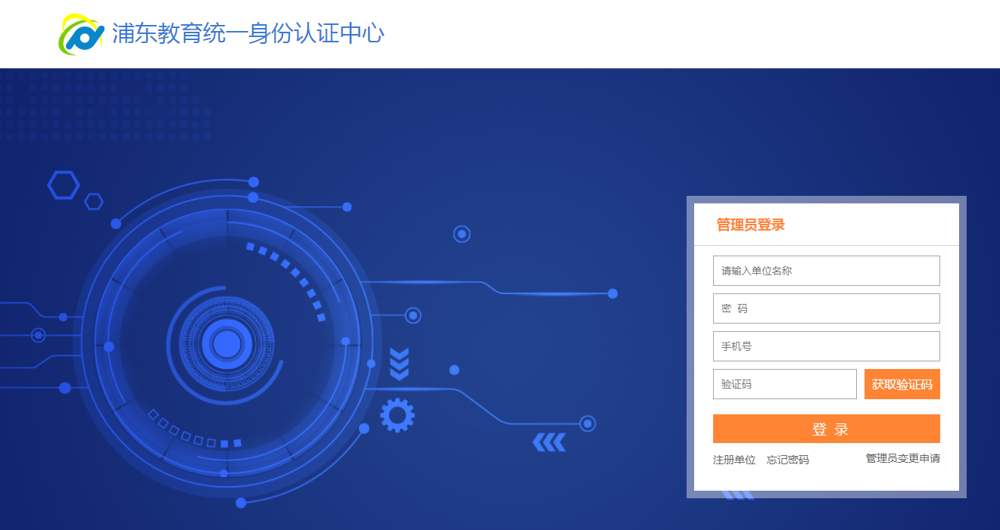 浦东教育统一身份认证中心
管理员登录
请输入单位名称
密 码
手机号
验证码 获取验证码
登 录
注册单位 忘记密码 管理员变更申请